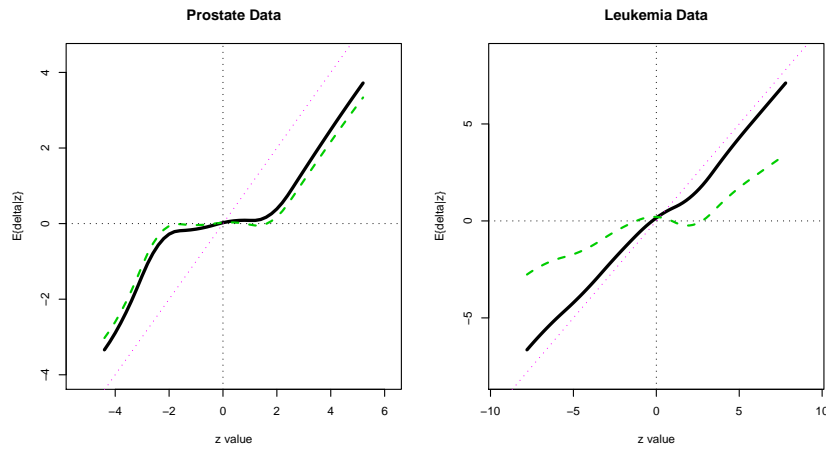 Prostate Data
4
2
0
−2
−4
E{delta|z}
−4 −2 0 2 4 6
z value
Leukemia Data
5
0
−5
E{delta|z}
−10 −5 0 5 10
z value